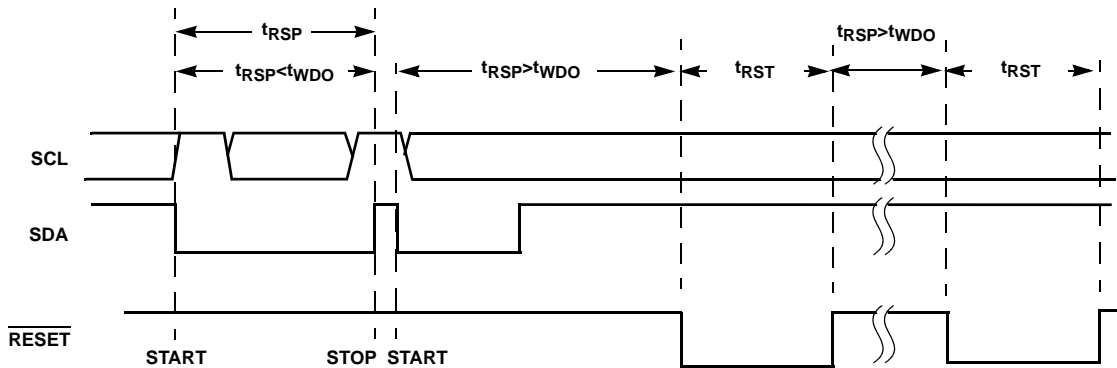 tRSP
tRSP<tWDO
tRSP>tWDO
tRST
tRSP>tWDO
tRST
SCL
SDA
RESET
START
STOP
START